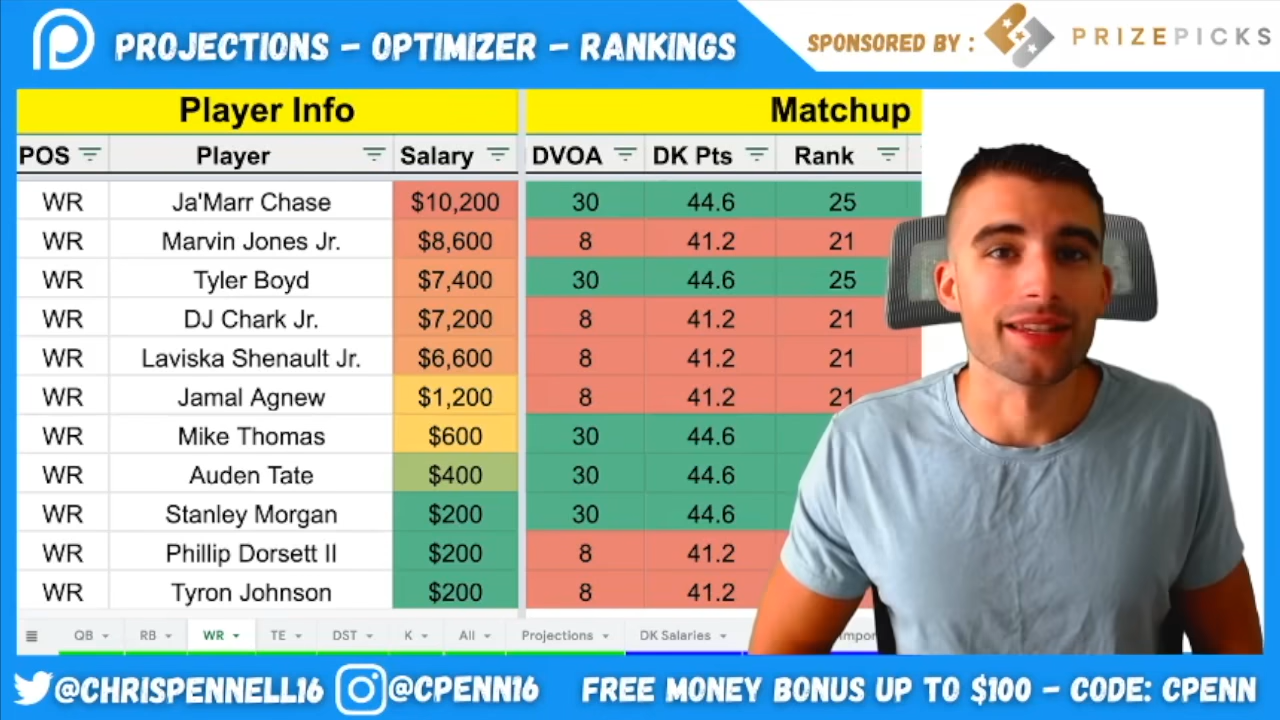 PROJECTIONS - OPTIMIZER - RANKINGS
SPONSORED BY : PRIZEPICKS
Player Info Matchup
POS Player Salary DVOA DK Pts Rank
WR Ja'Marr Chase $10,200 30 44.6 25
WR Marvin Jones Jr. $8,600 8 41.2 21
WR Tyler Boyd $7,400 30 44.6 25
WR DJ Chark Jr. $7,200 8 41.2 21
WR Laviska Shenault Jr. $6,600 8 41.2 21
WR Jamal Agnew $1,200 8 41.2 21
WR Mike Thomas $600 30 44.6
WR Auden Tate $400 30 44.6
WR Stanley Morgan $200 30 44.6
WR Phillip Dorsett II $200 8 41.2
WR Tyron Johnson $200 8 41.2
QB RB WR TE DST K All Projections DK Salaries Impor
@CHRISPENNELL16 @CPENN16 FREE MONEY BONUS UP TO $100 - CODE: CPENN